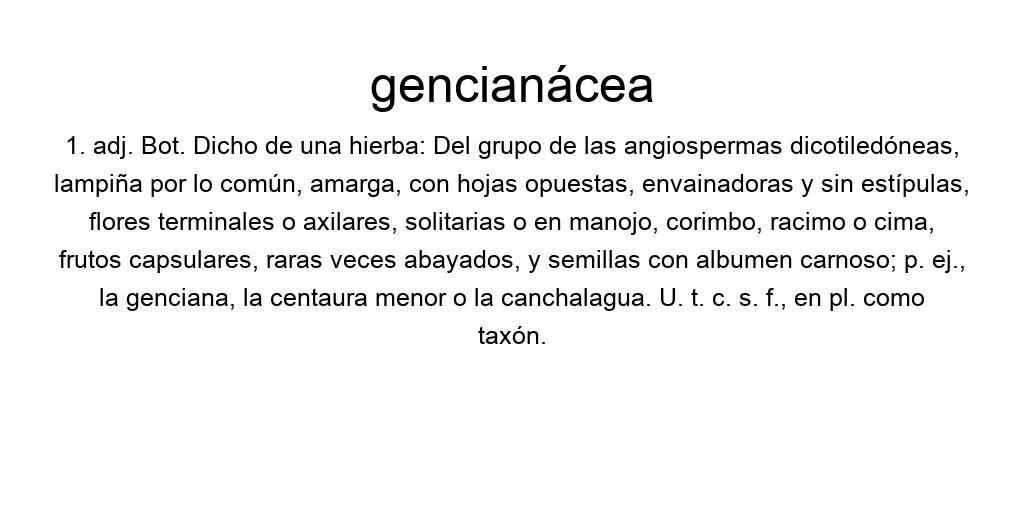 gencianácea
1. adj. Bot. Dicho de una hierba: Del grupo de las angiospermas dicotiledóneas,
lampiña por lo común, amarga, con hojas opuestas, envainadoras y sin estípulas,
flores terminales o axilares, solitarias o en manojo, corimbo, racimo o cima,
frutos capsulares, raras veces abayados, y semillas con albumen carnoso; p. ej.,
la genciana, la centaura menor o la canchalagua. U. t. c. s. f., en pl. como
taxón.